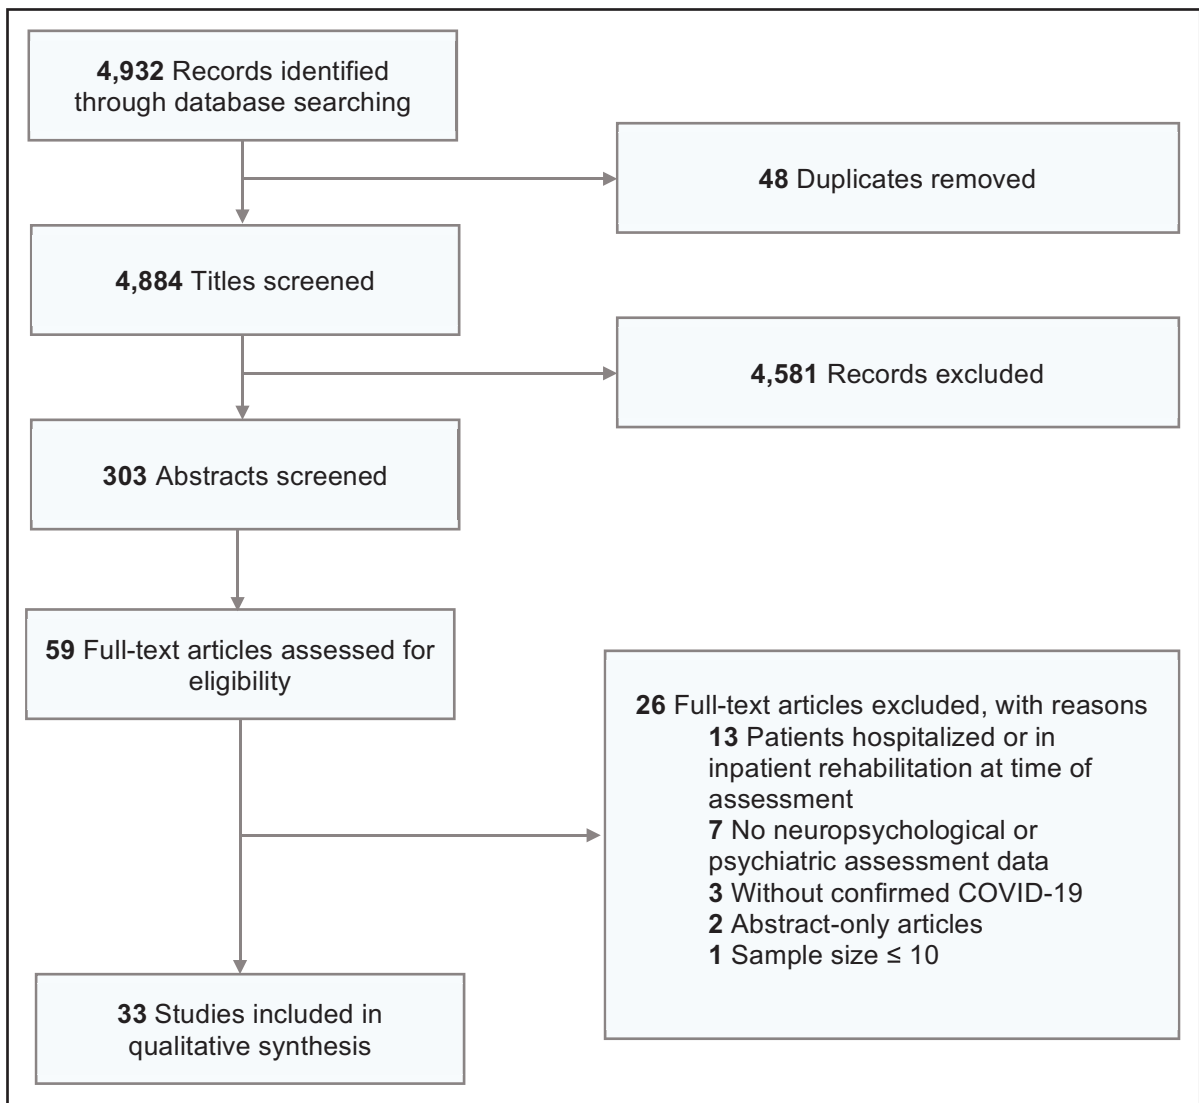 4,932 Records identified
through database searching
48 Duplicates removed
4,884 Titles screened
4,581 Records excluded
303 Abstracts screened
59 Full-text articles assessed for
eligibility
26 Full-text articles excluded, with reasons
13 Patients hospitalized or in
inpatient rehabilitation at time of
assessment
7 No neuropsychological or
psychiatric assessment data
3 Without confirmed COVID-19
2 Abstract-only articles
1 Sample size ≤ 10
33 Studies included in
qualitative synthesis